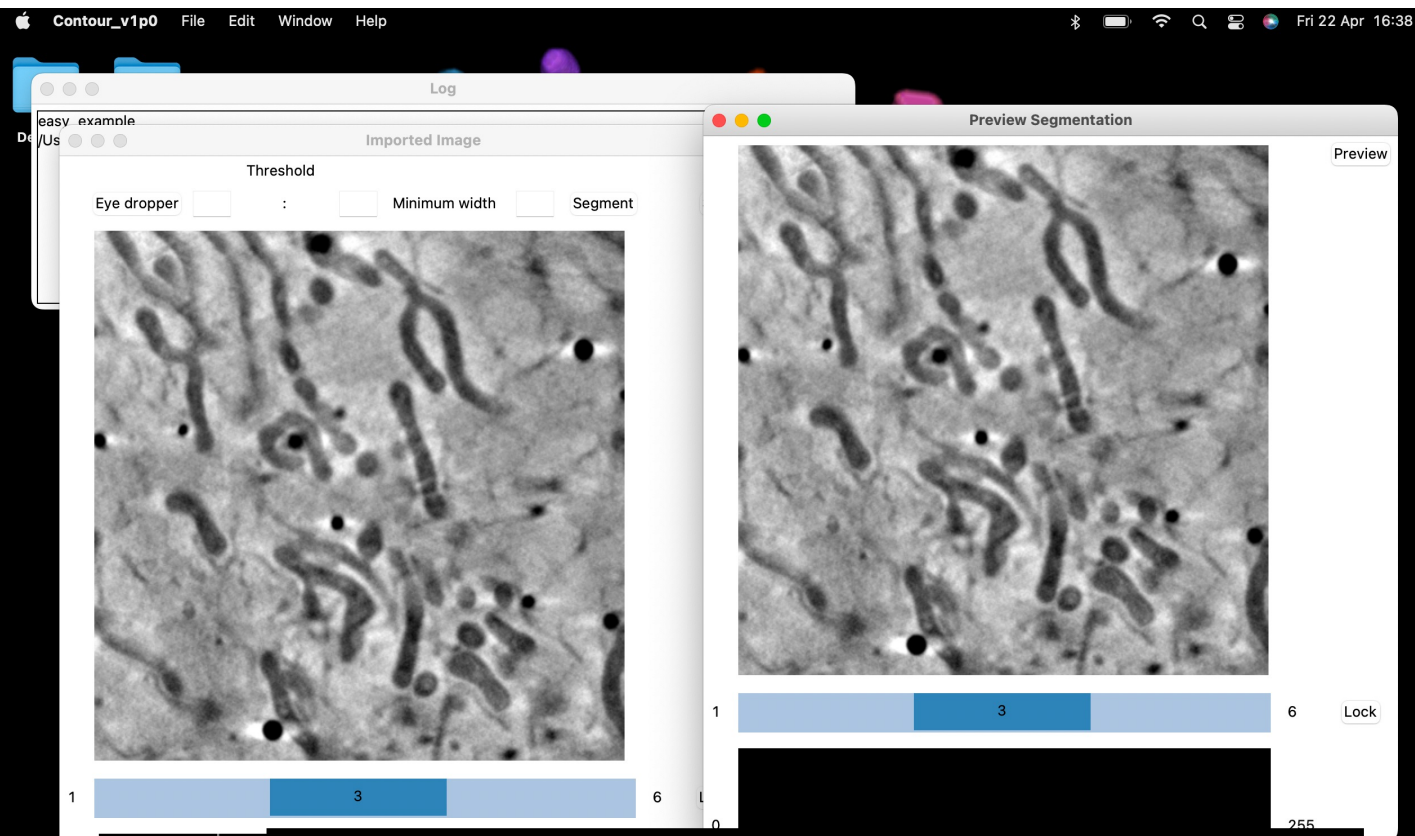 Contour_v1p0 File Edit Window Help Fri 22 Apr 16:38
Log
easy_example
De
/Us
Imported Image
Threshold
Eye dropper : Minimum width Segment
1 3 6
Preview Segmentation
Preview
1 3 6 Lock
0 255